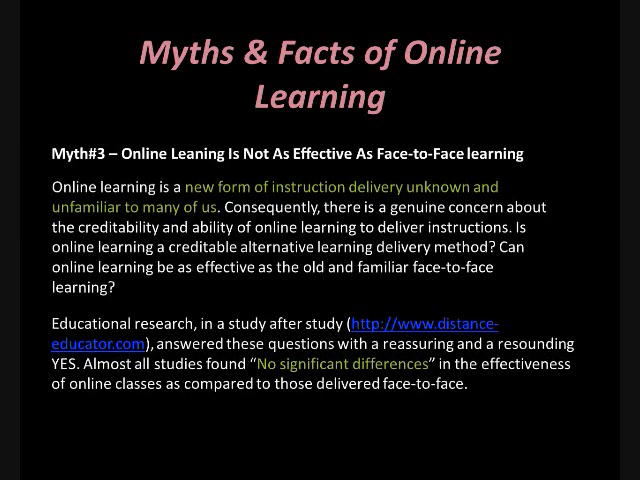 Myths & Facts of Online
Learning
Myth#3 – Online Leaning Is Not As Effective As Face-to-Face learning
Online learning is a new form of instruction delivery unknown and
unfamiliar to many of us. Consequently, there is a genuine concern about
the creditability and ability of online learning to deliver instructions. Is
online learning a creditable alternative learning delivery method? Can
online learning be as effective as the old and familiar face-to-face
learning?
Educational research, in a study after study (http://www.distance-
educator.com), answered these questions with a reassuring and a resounding
YES. Almost all studies found “No significant differences” in the effectiveness
of online classes as compared to those delivered face-to-face.